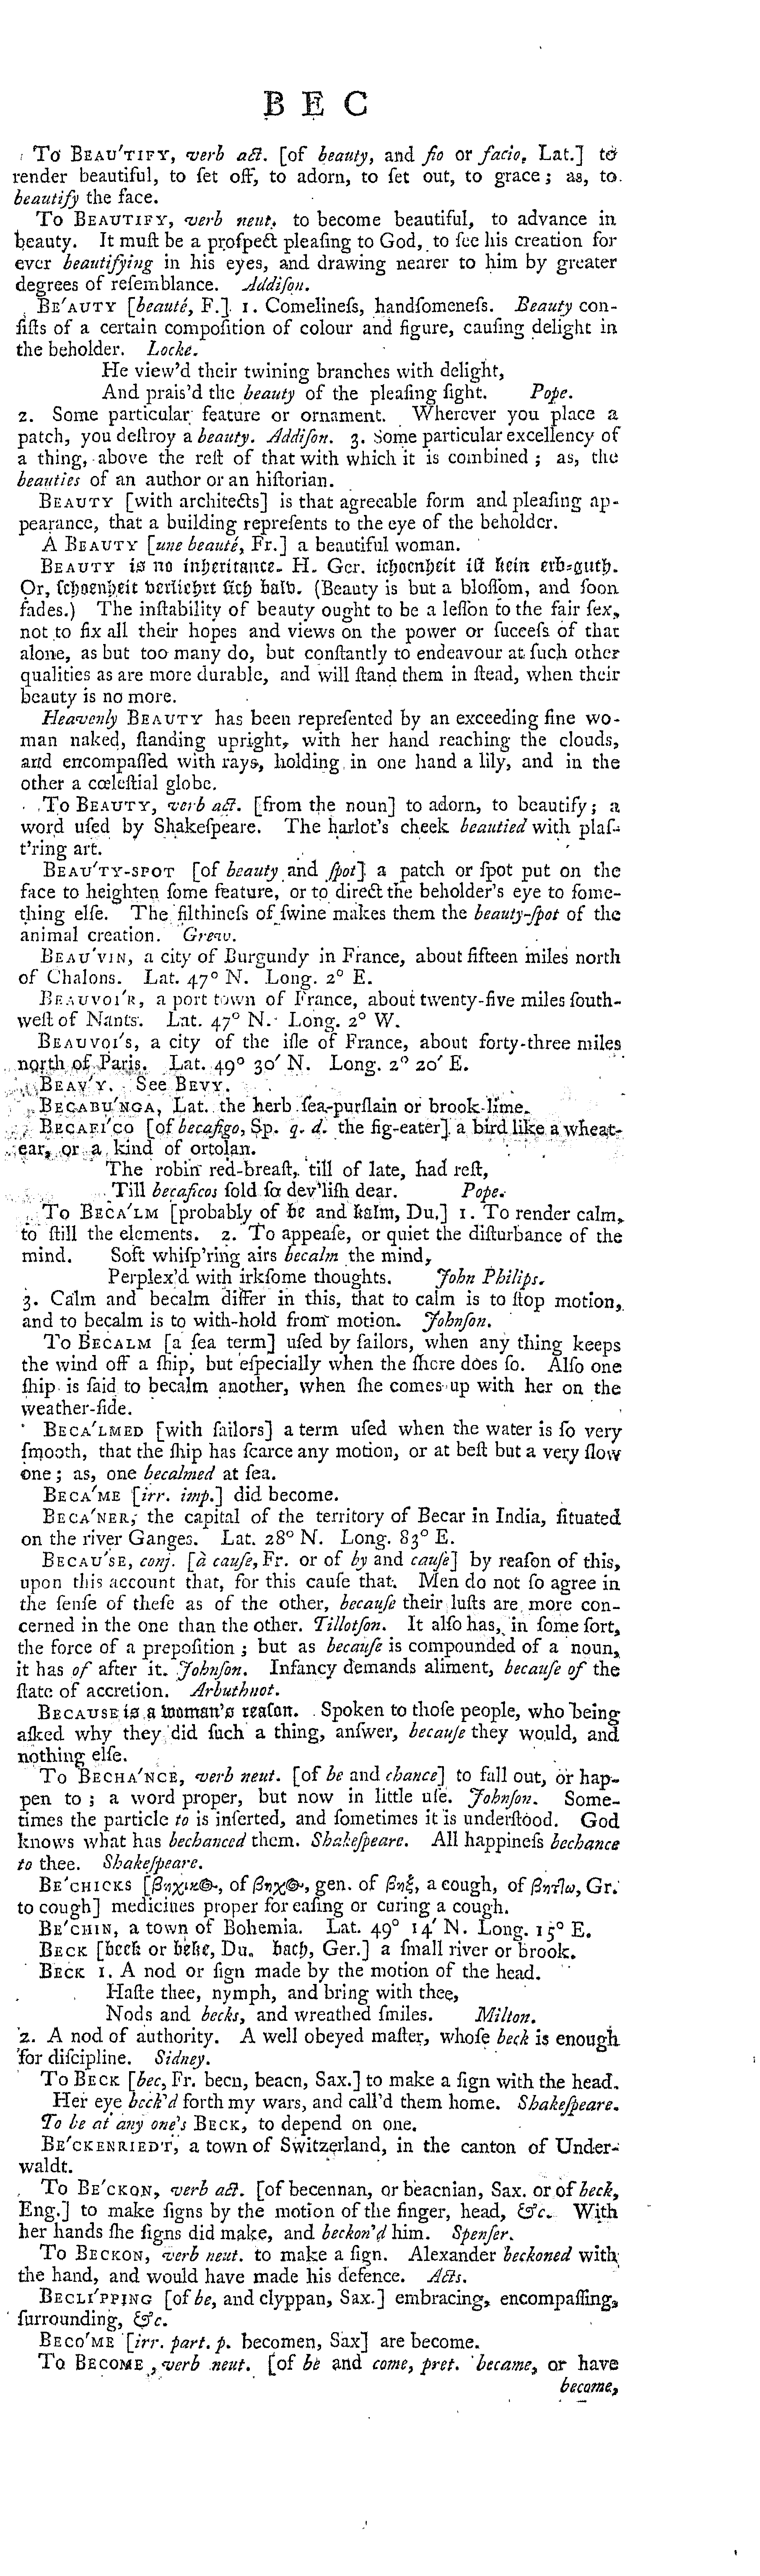 B E C
To BEAU'TIFY, verb act. [of beauty, and fio or facio, Lat.] to
render beautiful, to ſet off, to adorn, to ſet out, to grace; as, to
beautify the face.
To BEAUTIFY, verb neut. to become beautiful, to advance in
beauty. It muſt be a proſpect pleaſing to God, to ſee his creation for
ever beautifying in his eyes, and drawing nearer to him by greater
degrees of reſemblance. Addiſon.
BE'AUTY [beauté, F.] 1. Comelineſs, handſomeneſs. Beauty con-
ſiſts of a certain compoſition of colour and figure, cauſing delight in
the beholder. Locke.
He view'd their twining branches with delight,
And prais'd the beauty of the pleaſing ſight. Pope.
2. Some particular feature or ornament. Wherever you place a
patch, you deſtroy a beauty. Addiſon. 3. Some particular excellency of
a thing, above the reſt of that with which it is combined; as, the
beauties of an author or an hiſtorian.
BEAUTY [with architects] is that agreeable form and pleaſing ap-
pearance, that a building repreſents to the eye of the beholder.
A BEAUTY [une beauté, Fr.] a beautiful woman.
BEAUTY is no inheritance. H. Ger. ſchoenheit iſt kein erb-guth.
Or, ſchoenheit verliehrt ſich bald. (Beauty is but a bloſſom, and ſoon
fades.) The inſtability of beauty ought to be a leſſon to the fair ſex,
not to fix all their hopes and views on the power or ſucceſs of that
alone, as but too many do, but conſtantly to endeavour at ſuch other
qualities as are more durable, and will ſtand them in ſtead, when their
beauty is no more.
Heavenly BEAUTY has been repreſented by an exceeding fine wo-
man naked, ſtanding upright, with her hand reaching the clouds,
and encompaſſed with rays, holding in one hand a lily, and in the
other a cœleſtial globe.
To BEAUTY, verb act. [from the noun] to adorn, to beautify; a
word uſed by Shakeſpeare. The harlot's cheek beautied with plaſ-
t'ring art.
BEAU'TY-SPOT [of beauty and ſpot] a patch or ſpot put on the
face to heighten ſome feature, or to direct the beholder's eye to ſome-
thing elſe. The filthineſs of ſwine makes them the beauty-ſpot of the
animal creation. Grew.
BEAU'VIN, a city of Burgundy in France, about fifteen miles north
of Chalons. Lat. 47° N. Long. 2° E.
BEAUVOI'R, a port town of France, about twenty-five miles ſouth-
weſt of Nants. Lat. 47° N. Long. 2° W.
BEAUVOI'S, a city of the iſle of France, about forty-three miles
north of Paris. Lat. 49° 30′ N. Long. 2° 20′ E.
BEAV'Y. See BEVY.
BECABU'NGA, Lat. the herb ſea-purſlain or brook-lime.
BECAFI'CO [of becafigo, Sp. q. d. the fig-eater] a bird like a wheat-
ear, or a kind of ortolan.
The robin red-breaſt, till of late, had reſt,
Till becaficos ſold ſo dev'liſh dear. Pope.
To BECA'LM [probably of be and kalm, Du.] 1. To render calm,
to ſtill the elements. 2. To appeaſe, or quiet the diſturbance of the
mind. Soft whiſp'ring airs becalm the mind,
Perplex'd with irkſome thoughts. John Philips.
3. Calm and becalm differ in this, that to calm is to ſtop motion,
and to becalm is to with-hold from motion. Johnſon.
To BECALM [a ſea term] uſed by ſailors, when any thing keeps
the wind off a ſhip, but eſpecially when the ſhore does ſo. Alſo one
ſhip is ſaid to becalm another, when ſhe comes up with her on the
weather-ſide.
BECA'LMED [with ſailors] a term uſed when the water is ſo very
ſmooth, that the ſhip has ſcarce any motion, or at beſt but a very ſlow
one; as, one becalmed at ſea.
BECA'ME [irr. imp.] did become.
BECA'NER, the capital of the territory of Becar in India, ſituated
on the river Ganges. Lat. 28° N. Long. 83° E.
BECAU'SE, conj. [à cauſe, Fr. or of by and cauſe] by reaſon of this,
upon this account that, for this cauſe that. Men do not ſo agree in
the ſenſe of theſe as of the other, becauſe their luſts are more con-
cerned in the one than the other. Tillotſon. It alſo has, in ſome ſort,
the force of a prepoſition; but as becauſe is compounded of a noun,
it has of after it. Johnſon. Infancy demands aliment, becauſe of the
ſtate of accretion. Arbuthnot.
BECAUSE is a woman's reaſon. Spoken to thoſe people, who being
aſked why they did ſuch a thing, anſwer, becauſe they would, and
nothing elſe.
To BECHA'NCE, verb neut. [of be and chance] to fall out, or hap-
pen to; a word proper, but now in little uſe. Johnſon. Some-
times the particle to is inſerted, and ſometimes it is underſtood. God
knows what has bechanced them. Shakeſpeare. All happineſs bechance
to thee. Shakeſpeare.
BE'CHICKS [βηχικος, of βηχος, gen. of βηξ, a cough, of βηττω, Gr.
to cough] medicines proper for eaſing or curing a cough.
BE'CHIN, a town of Bohemia. Lat. 49° 14′ N. Long. 15° E.
BECK [beck or beke, Du. bach, Ger.] a ſmall river or brook.
BECK 1. A nod or ſign made by the motion of the head.
Haſte thee, nymph, and bring with thee,
Nods and becks, and wreathed ſmiles. Milton.
2. A nod of authority. A well obeyed maſter, whoſe beck is enough
for diſcipline. Sidney.
To BECK [bec, Fr. becn, beacn, Sax.] to make a ſign with the head.
Her eye beck'd forth my wars, and call'd them home. Shakeſpeare.
To be at any one's BECK, to depend on one.
BE'CKENRIEDT, a town of Switzerland, in the canton of Under-
waldt.
To BE'CKON, verb act. [of becennan, or beacnian, Sax. or of beck,
Eng.] to make ſigns by the motion of the finger, head, &c. With
her hands ſhe ſigns did make, and beckon'd him. Spenſer.
To BECKON, verb neut. to make a ſign. Alexander beckoned with
the hand, and would have made his defence. Acts.
BECLI'PPING [of be, and clyppan, Sax.] embracing, encompaſſing,
ſurrounding, &c.
BECO'ME [irr. part. p. becomen, Sax] are become.
To BECOME, verb neut. [of be and come, pret. became, or have
become,